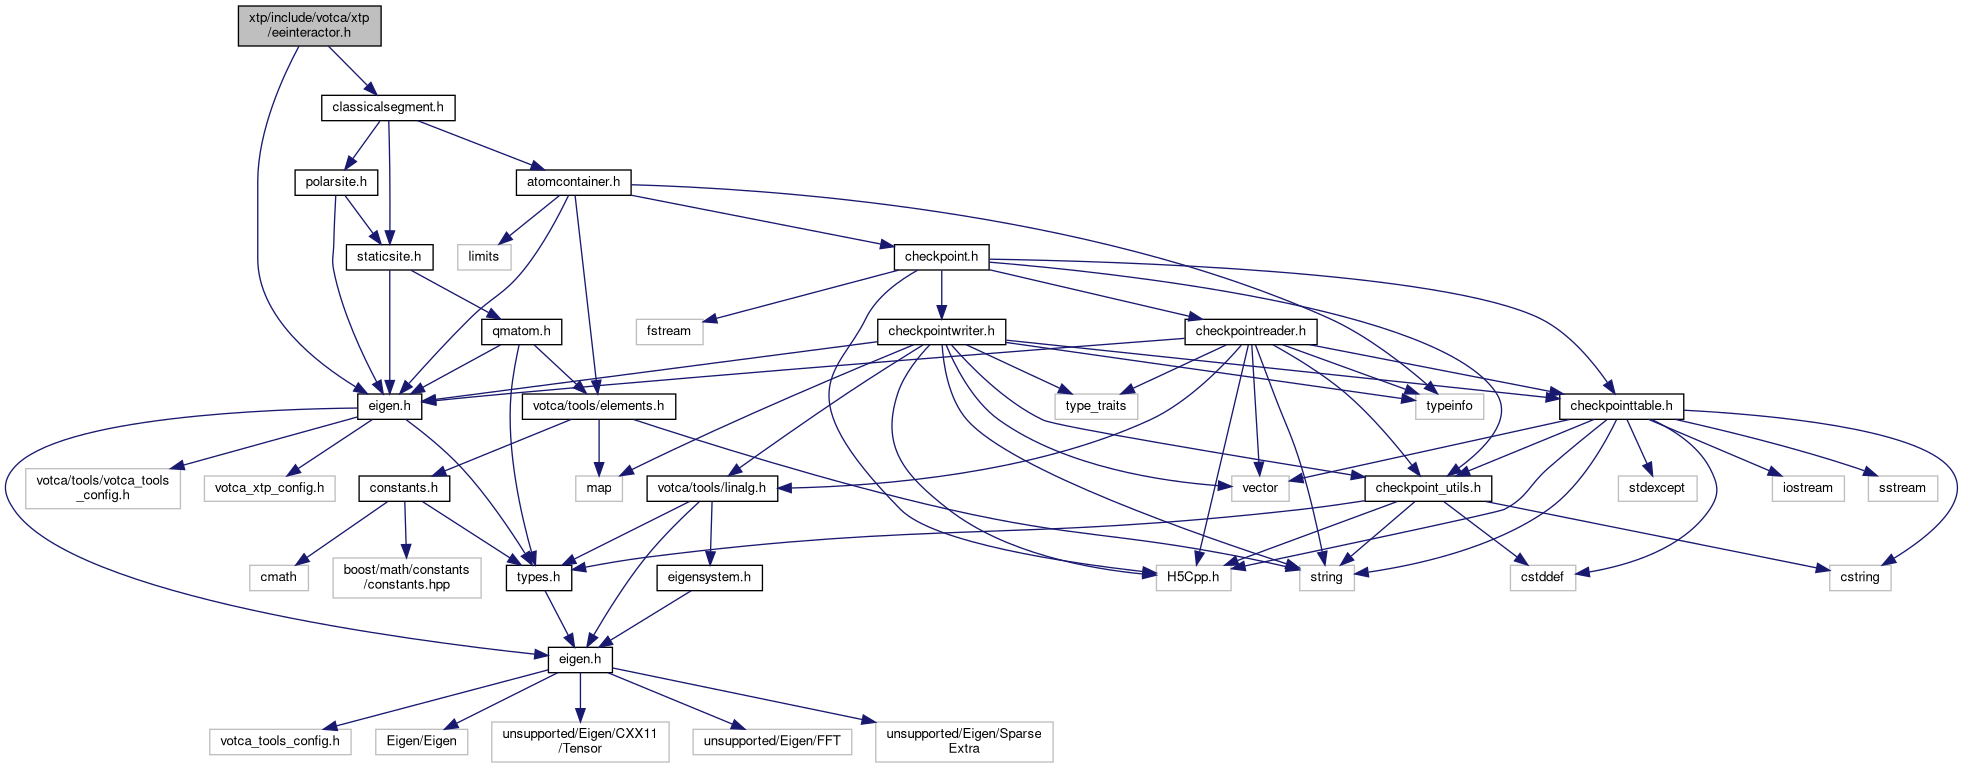 xtp/include/votca/xtp
/eeinteractor.h
classicalsegment.h
polarsite.h
atomcontainer.h
staticsite.h
limits
checkpoint.h
fstream
qmatom.h
checkpointwriter.h
checkpointreader.h
eigen.h
votca/tools/elements.h
type_traits
typeinfo
checkpointtable.h
votca/tools/votca_tools
_config.h
votca_xtp_config.h
constants.h
map
votca/tools/linalg.h
vector
checkpoint_utils.h
stdexcept
iostream
sstream
cmath
boost/math/constants
/constants.hpp
types.h
eigensystem.h
H5Cpp.h
string
cstddef
cstring
eigen.h
votca_tools_config.h
Eigen/Eigen
unsupported/Eigen/CXX11
/Tensor
unsupported/Eigen/FFT
unsupported/Eigen/Sparse
Extra